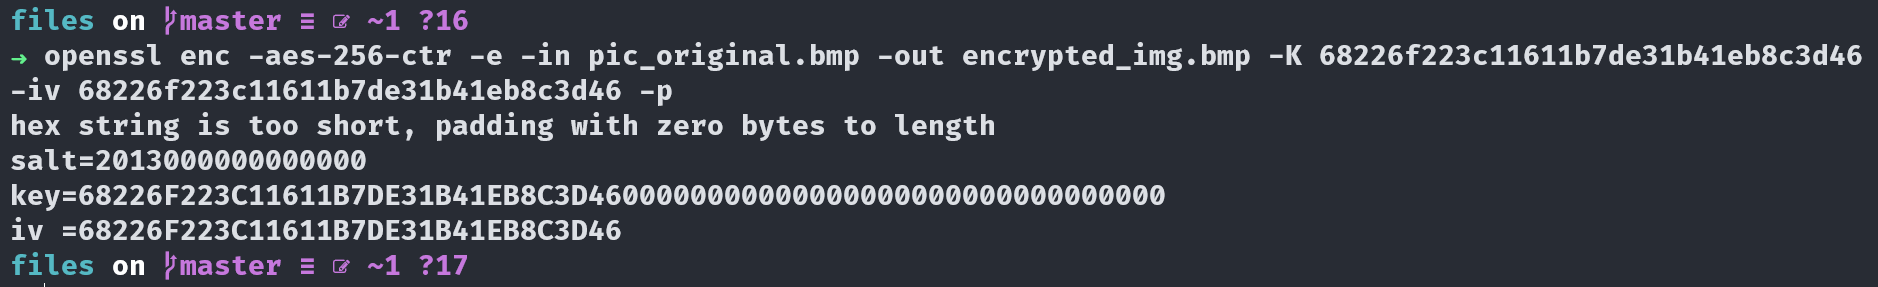 files on master ≡ ~1 ?16
→ openssl enc -aes-256-ctr -e -in pic_original.bmp -out encrypted_img.bmp -K 68226f223c11611b7de31b41eb8c3d46
-iv 68226f223c11611b7de31b41eb8c3d46 -p
hex string is too short, padding with zero bytes to length
salt=2013000000000000
key=68226F223C11611B7DE31B41EB8C3D4600000000000000000000000000000000
iv =68226F223C11611B7DE31B41EB8C3D46
files on master ≡ ~1 ?17